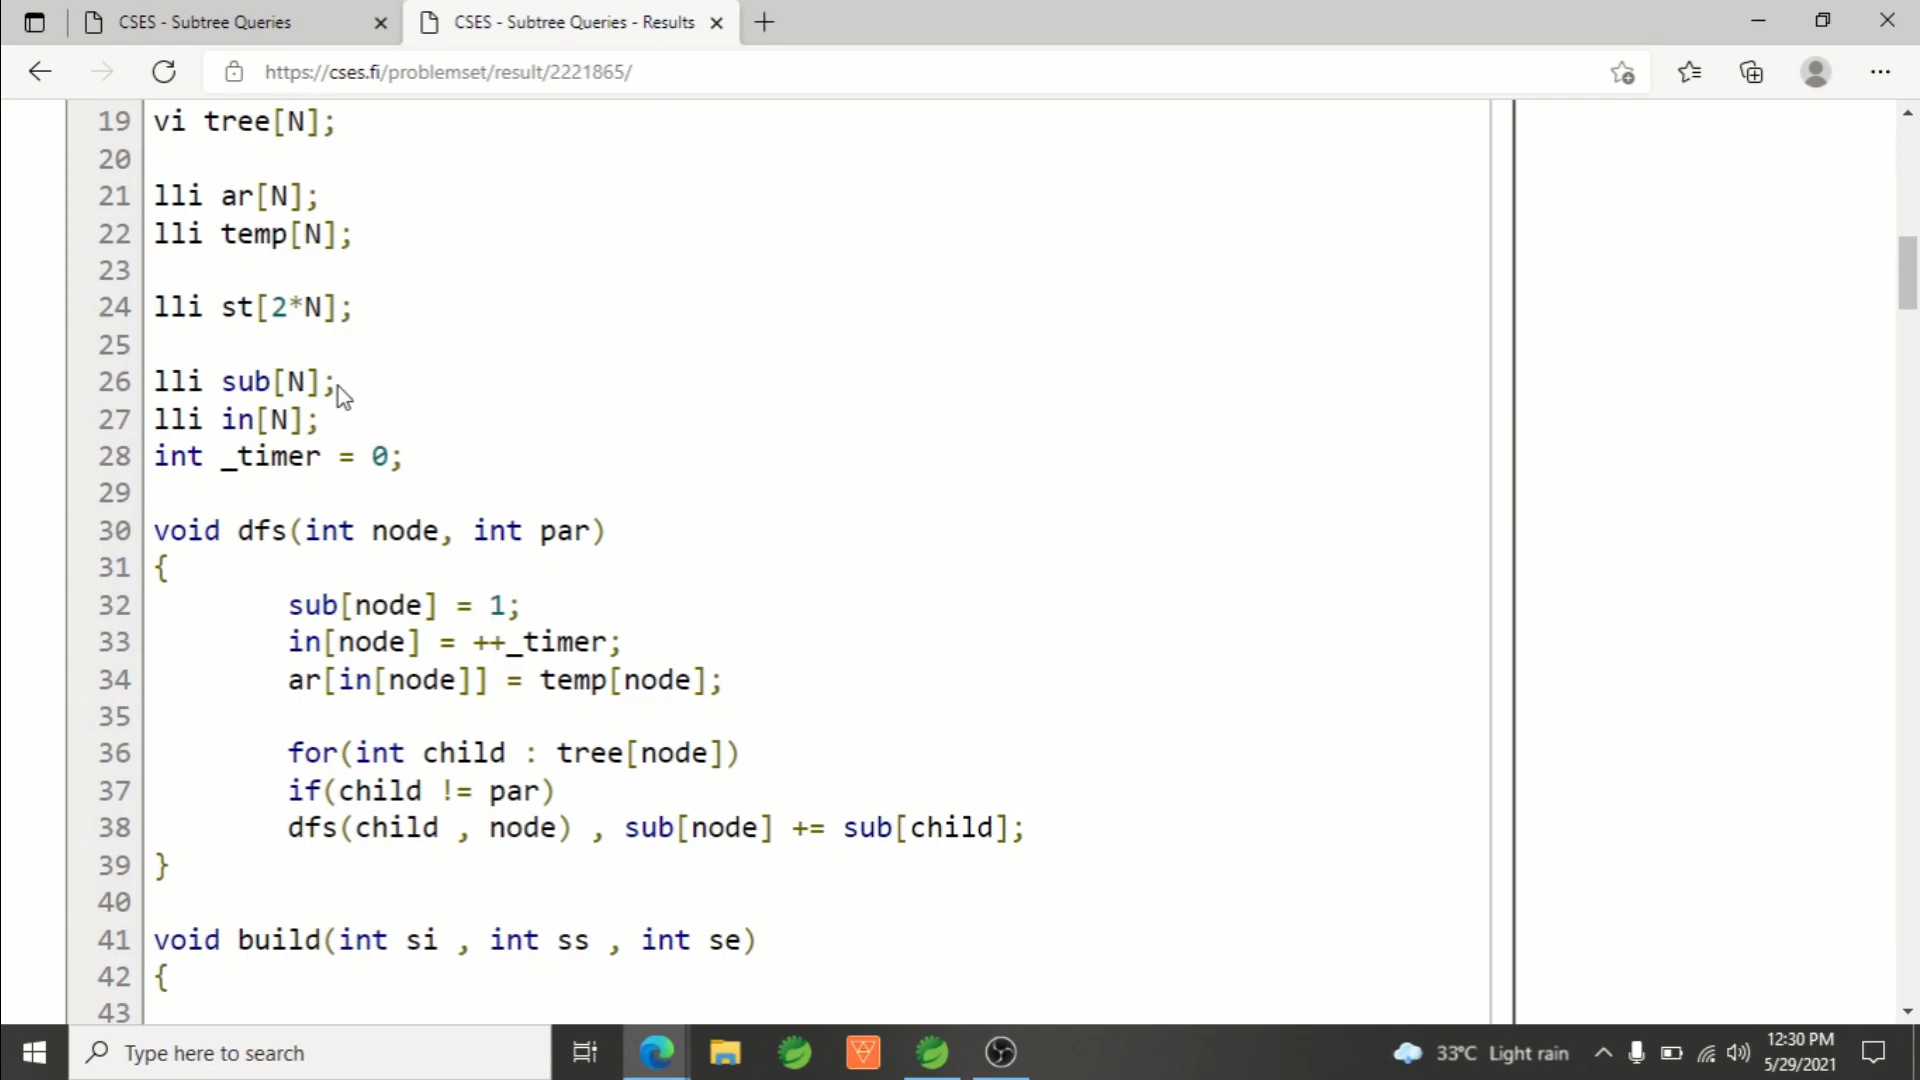 CSES - Subtree Queries
CSES - Subtree Queries - Results
https://cses.fi/problemset/result/2221865/
19 vi tree[N];
20
21 lli ar[N];
22 lli temp[N];
23
24 lli st[2*N];
25
26 lli sub[N];
27 lli in[N];
28 int _timer = 0;
29
30 void dfs(int node, int par)
31 {
32 sub[node] = 1;
33 in[node] = ++_timer;
34 ar[in[node]] = temp[node];
35
36 for(int child : tree[node])
37 if(child != par)
38 dfs(child , node) , sub[node] += sub[child];
39 }
40
41 void build(int si , int ss , int se)
42 {
43
Type here to search
33°C Light rain
12:30 PM
5/29/2021